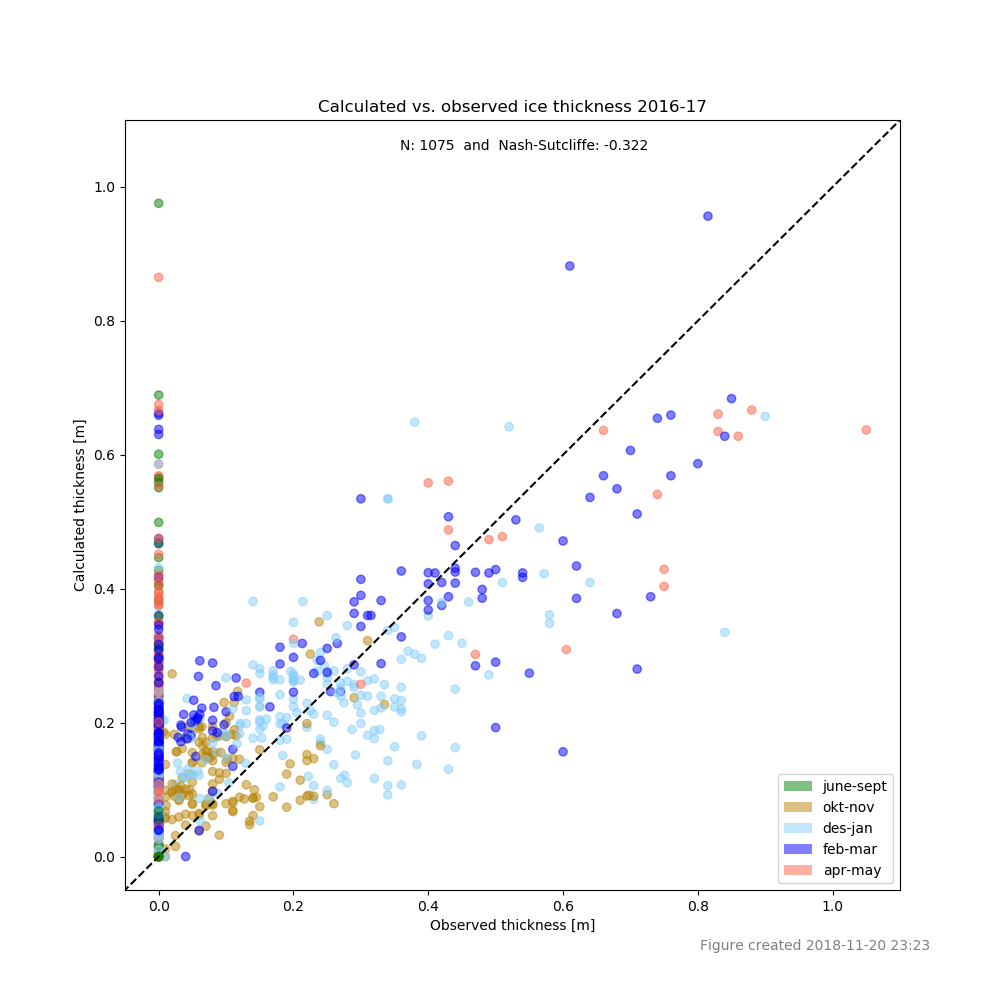 Calculated vs. observed ice thickness 2016-17
N: 1075 and Nash-Sutcliffe: -0.322
Calculated thickness [m]
1.0
0.8
0.6
0.4
0.2
0.0
0.0 0.2 0.4 0.6 0.8 1.0
Observed thickness [m]
june-sept
okt-nov
des-jan
feb-mar
apr-may
Figure created 2018-11-20 23:23